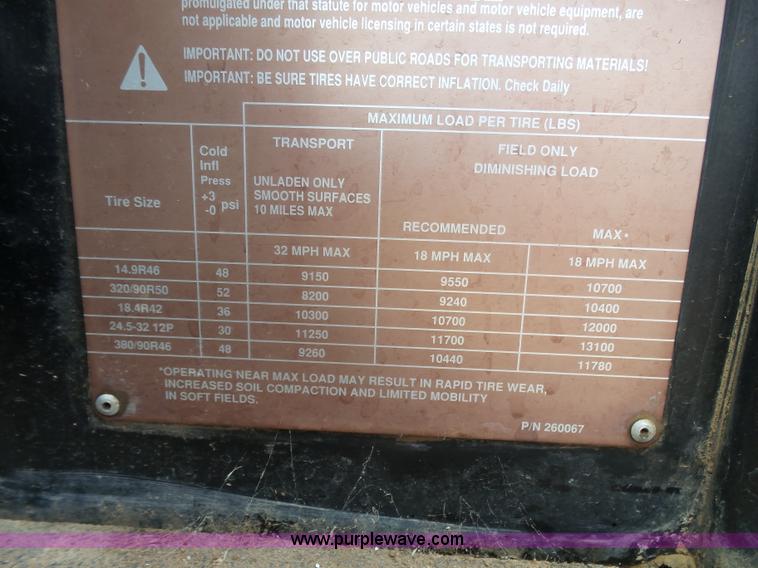 promulgated under that statute for motor vehicles and motor vehicle equipment, are
not applicable and motor vehicle licensing in certain states is not required.
IMPORTANT: DO NOT USE OVER PUBLIC ROADS FOR TRANSPORTING MATERIALS!
IMPORTANT: BE SURE TIRES HAVE CORRECT INFLATION. Check Daily
MAXIMUM LOAD PER TIRE (LBS)
Tire Size
Cold
Infl
Press
+3
-0 psi
TRANSPORT
UNLADEN ONLY
SMOOTH SURFACES
10 MILES MAX
FIELD ONLY
DIMINISHING LOAD
RECOMMENDED MAX*
32 MPH MAX 18 MPH MAX 18 MPH MAX
14.9R46 48 9150 9550 10700
320/90R50 52 8200 9240 10400
18.4R42 36 10300 10700 12000
24.5-32 12P 30 11250 11700 13100
380/90R46 48 9260 10440 11780
*OPERATING NEAR MAX LOAD MAY RESULT IN RAPID TIRE WEAR,
INCREASED SOIL COMPACTION AND LIMITED MOBILITY
IN SOFT FIELDS.
P/N 260067
www.purplewave.com